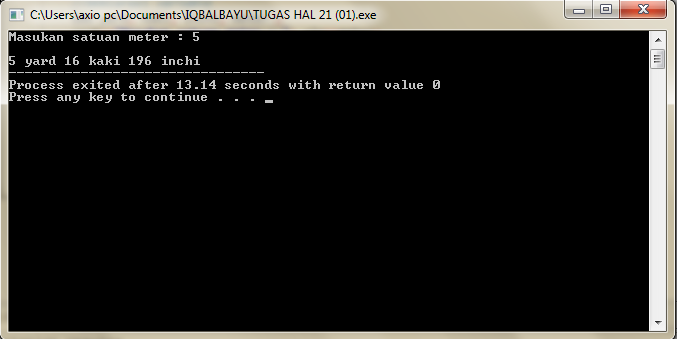 C:\Users\axio pc\Documents\IQBALBAYU\TUGAS HAL 21 (01).exe
Masukan satuan meter : 5
5 yard 16 kaki 196 inchi
--------------------------------
Process exited after 13.14 seconds with return value 0
Press any key to continue . . . _